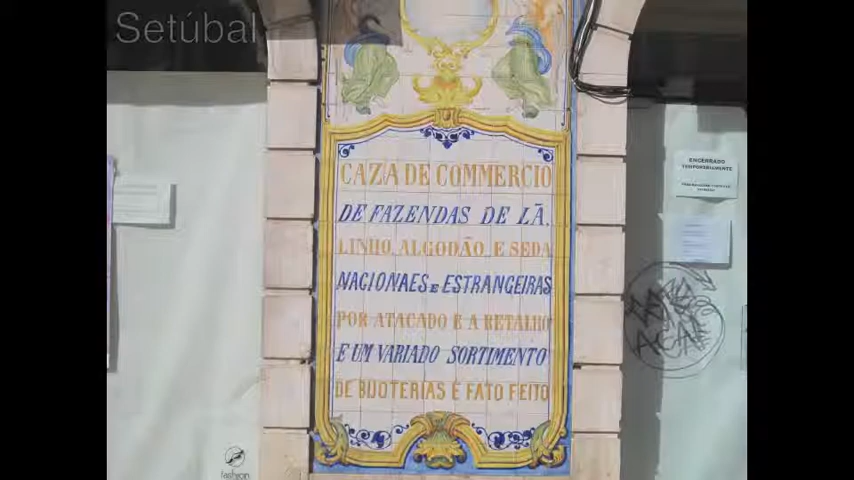 Setúbal
CAZA DE COMMERCIO
DE FAZENDAS DE LÃ.
LINHO, ALGODÃO E SEDA
NACIONAES E ESTRANGEIRAS
POR ATACADO E A RETALHO
E UM VARIADO SORTIMENTO
DE BIJOTERIAS E FATO FEITO
ENCERRADO
TEMPORARIAMENTE
fashion